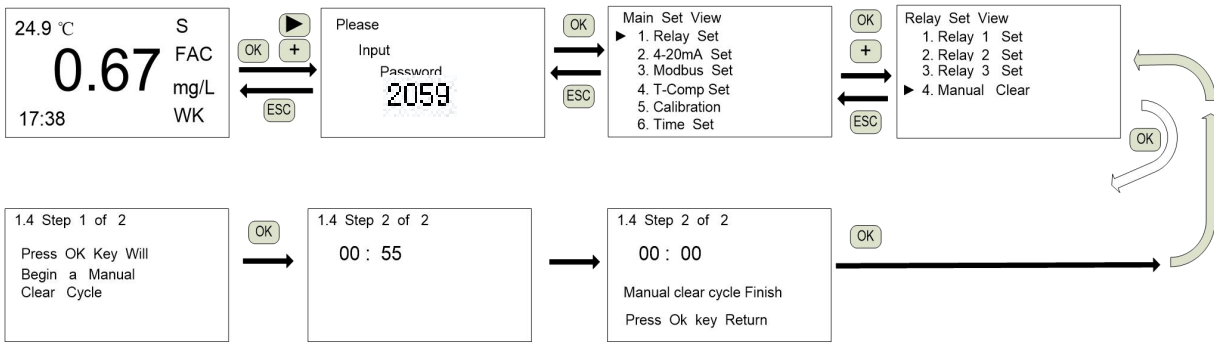 24.9 ℃ S
0.67 FAC
mg/L
17:38 WK
OK +
ESC
Please
Input
Password
2059
OK
ESC
Main Set View
► 1. Relay Set
2. 4-20mA Set
3. Modbus Set
4. T-Comp Set
5. Calibration
6. Time Set
OK
+
ESC
Relay Set View
1. Relay 1 Set
2. Relay 2 Set
3. Relay 3 Set
► 4. Manual Clear
OK
1.4 Step 1 of 2
Press OK Key Will
Begin a Manual
Clear Cycle
OK
1.4 Step 2 of 2
00 : 55
1.4 Step 2 of 2
00 : 00
Manual clear cycle Finish
Press Ok key Return
OK